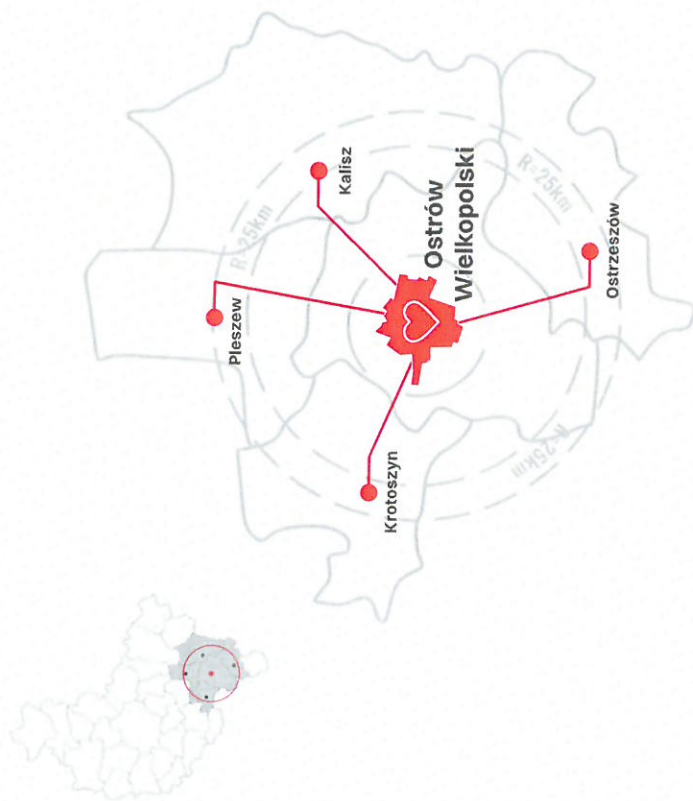 Pleszew
Kalisz
R=25km
Ostrów
Wielkopolski
R=25km
Krotoszyn
Ostrzeszów
R=25km